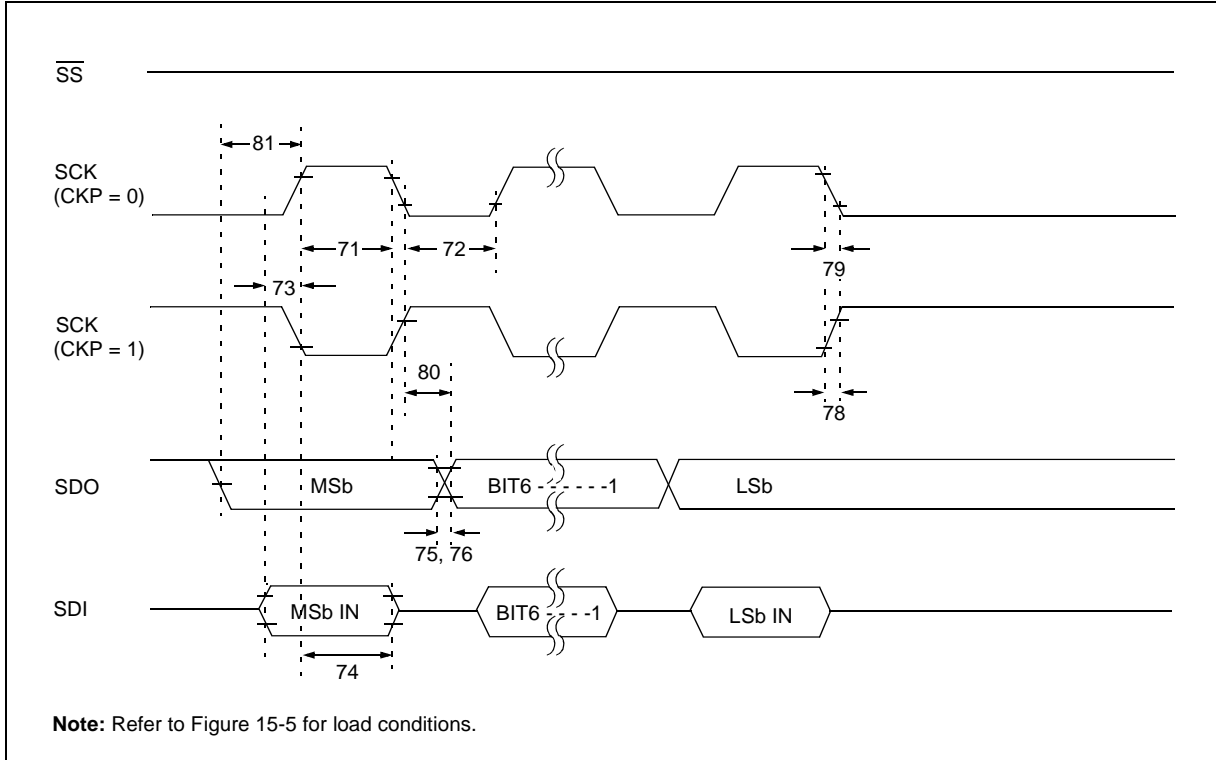 SS
81
SCK
(CKP = 0)
71
72
79
73
SCK
(CKP = 1)
80
78
SDO
MSb
BIT6 - - - - - - -1
LSb
75, 76
SDI
MSb IN
BIT6 - - - - -1
LSb IN
74
Note: Refer to Figure 15-5 for load conditions.